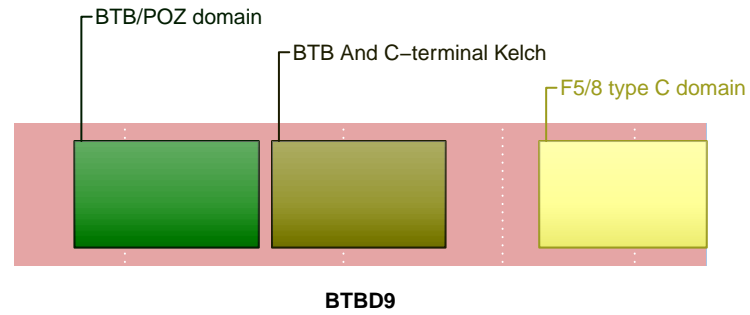 BTB/POZ domain
BTB And C−terminal Kelch
F5/8 type C domain
BTBD9